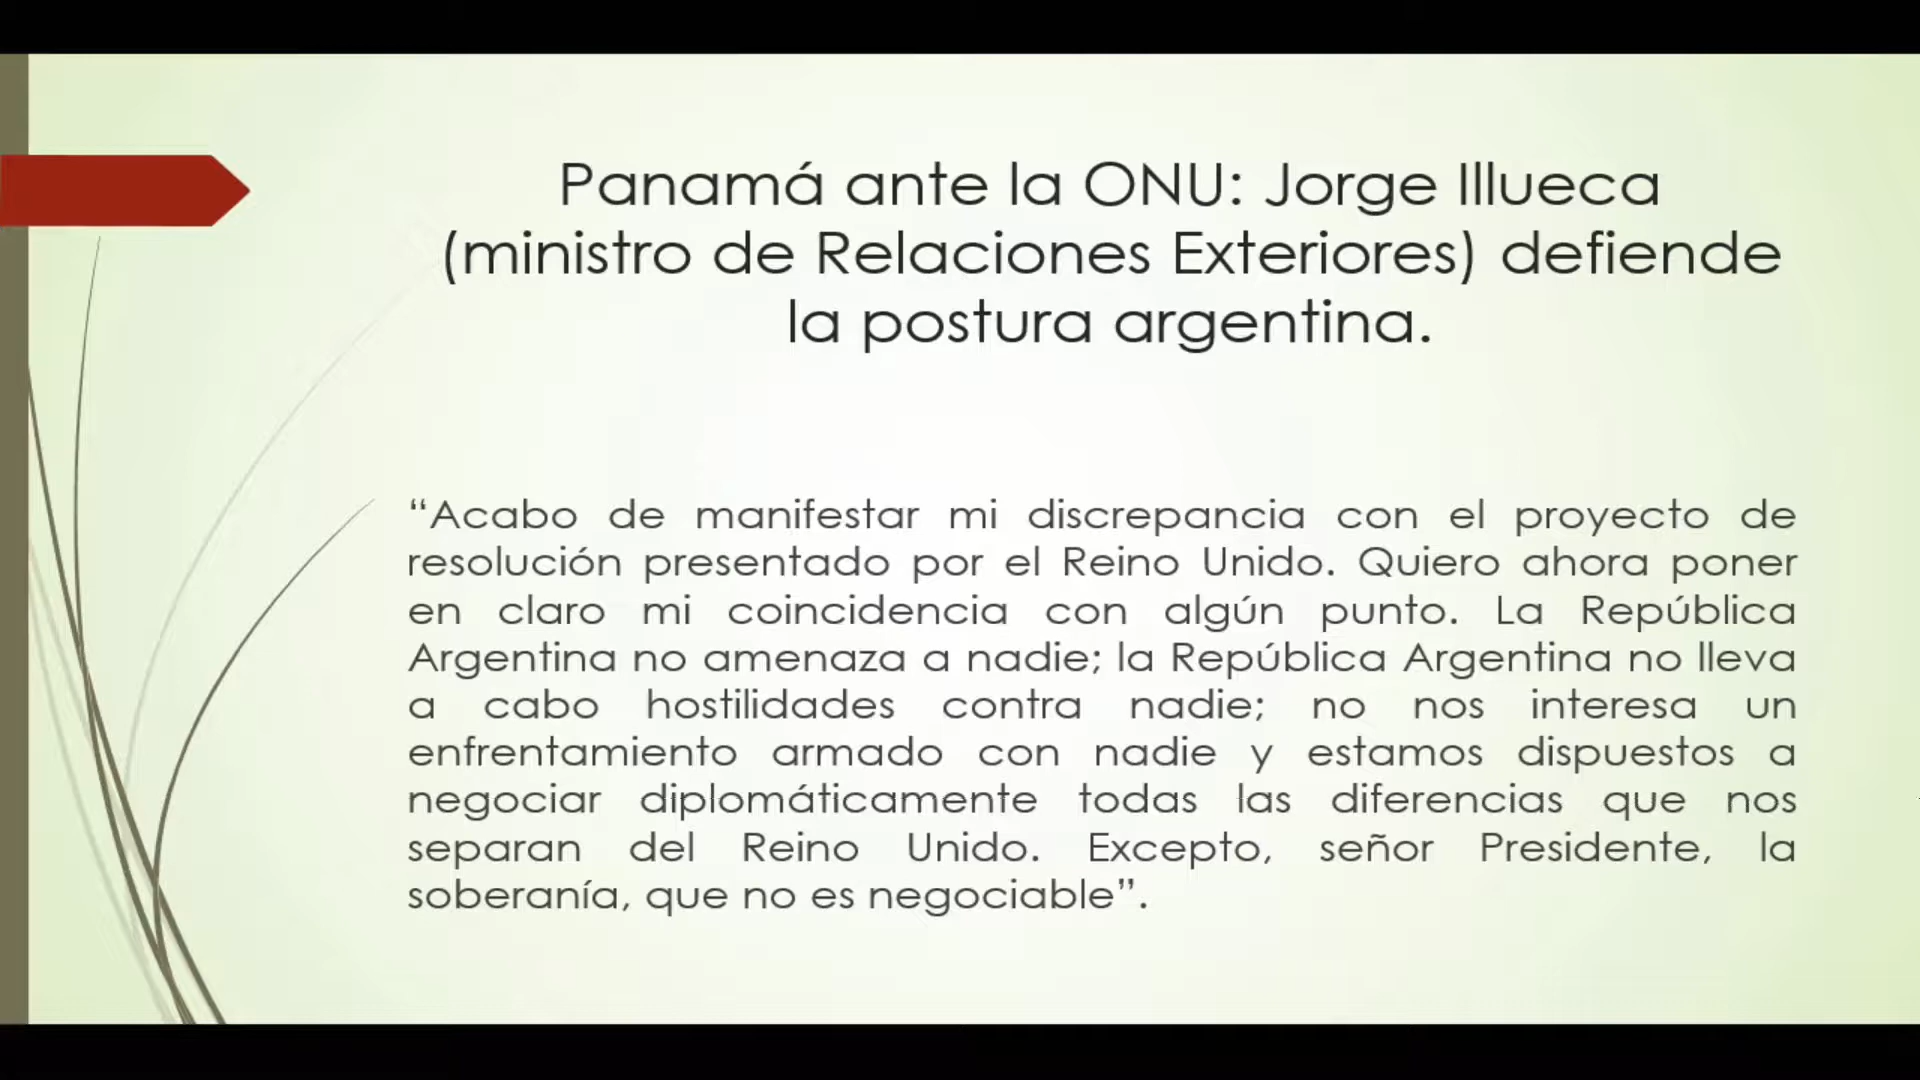 Panamá ante la ONU: Jorge Illueca
(ministro de Relaciones Exteriores) defiende
la postura argentina.
“Acabo de manifestar mi discrepancia con el proyecto de
resolución presentado por el Reino Unido. Quiero ahora poner
en claro mi coincidencia con algún punto. La República
Argentina no amenaza a nadie; la República Argentina no lleva
a cabo hostilidades contra nadie; no nos interesa un
enfrentamiento armado con nadie y estamos dispuestos a
negociar diplomáticamente todas las diferencias que nos
separan del Reino Unido. Excepto, señor Presidente, la
soberanía, que no es negociable”.